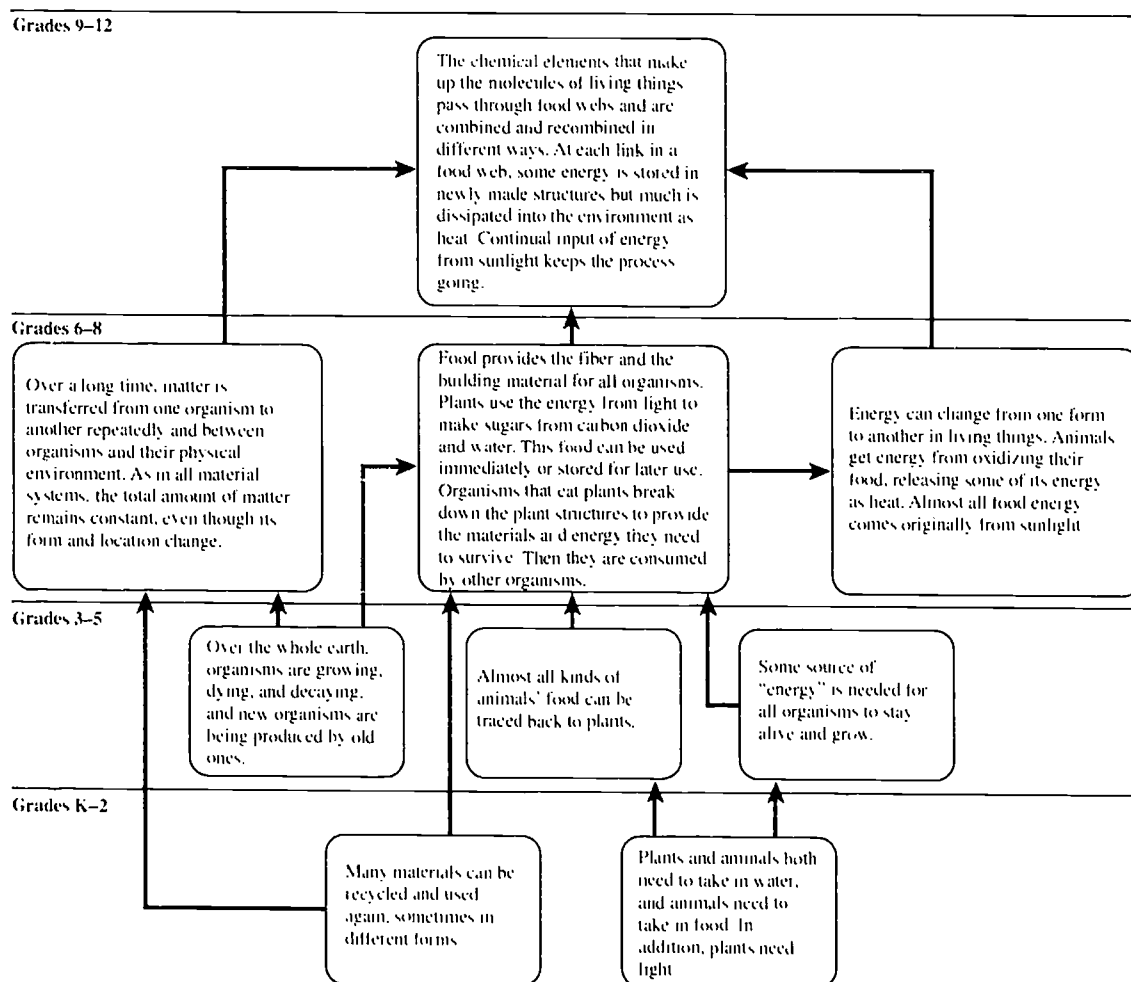 Grades 9–12
The chemical elements that make
up the molecules of living things
pass through food webs and are
combined and recombined in
different ways. At each link in a
food web, some energy is stored in
newly made structures but much is
dissipated into the environment as
heat. Continual input of energy
from sunlight keeps the process
going.
Grades 6–8
Over a long time, matter is
transferred from one organism to
another repeatedly and between
organisms and their physical
environment. As in all material
systems, the total amount of matter
remains constant, even though its
form and location change.
Food provides the fiber and the
building material for all organisms.
Plants use the energy from light to
make sugars from carbon dioxide
and water. This food can be used
immediately or stored for later use.
Organisms that eat plants break
down the plant structures to provide
the materials and energy they need
to survive. Then they are consumed
by other organisms.
Energy can change from one form
to another in living things. Animals
get energy from oxidizing their
food, releasing some of its energy
as heat. Almost all food energy
comes originally from sunlight
Grades 3–5
Over the whole earth,
organisms are growing,
dying, and decaying,
and new organisms are
being produced by old
ones.
Almost all kinds of
animals' food can be
traced back to plants.
Some source of
"energy" is needed for
all organisms to stay
alive and grow.
Grades K–2
Many materials can be
recycled and used
again, sometimes in
different forms
Plants and animals both
need to take in water,
and animals need to
take in food. In
addition, plants need
light